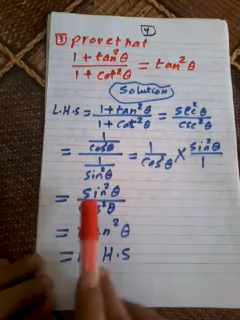 4
③ prove that
1 + tan²θ / 1 + cot²θ = tan²θ
Solution
L.H.S = 1 + tan²θ / 1 + cot²θ = sec²θ / csc²θ
= 1/cos²θ / 1/sin²θ = 1/cos²θ × sin²θ/1
= sin²θ /
= ²θ
= H.S